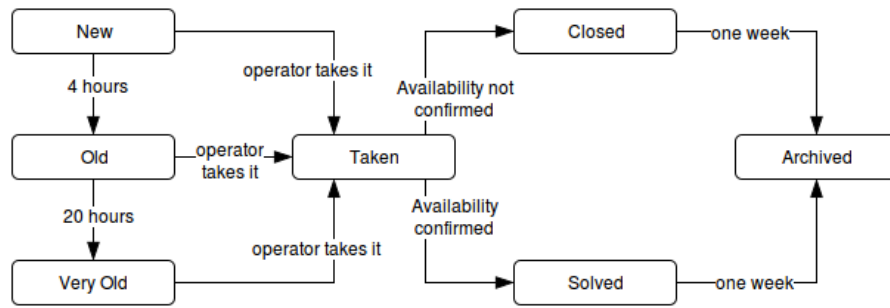 New
Closed
one week
operator takes it
4 hours
Availability not
confirmed
Old
operator
takes it
Taken
Archived
20 hours
Availability
confirmed
operator takes it
Very Old
Solved
one week